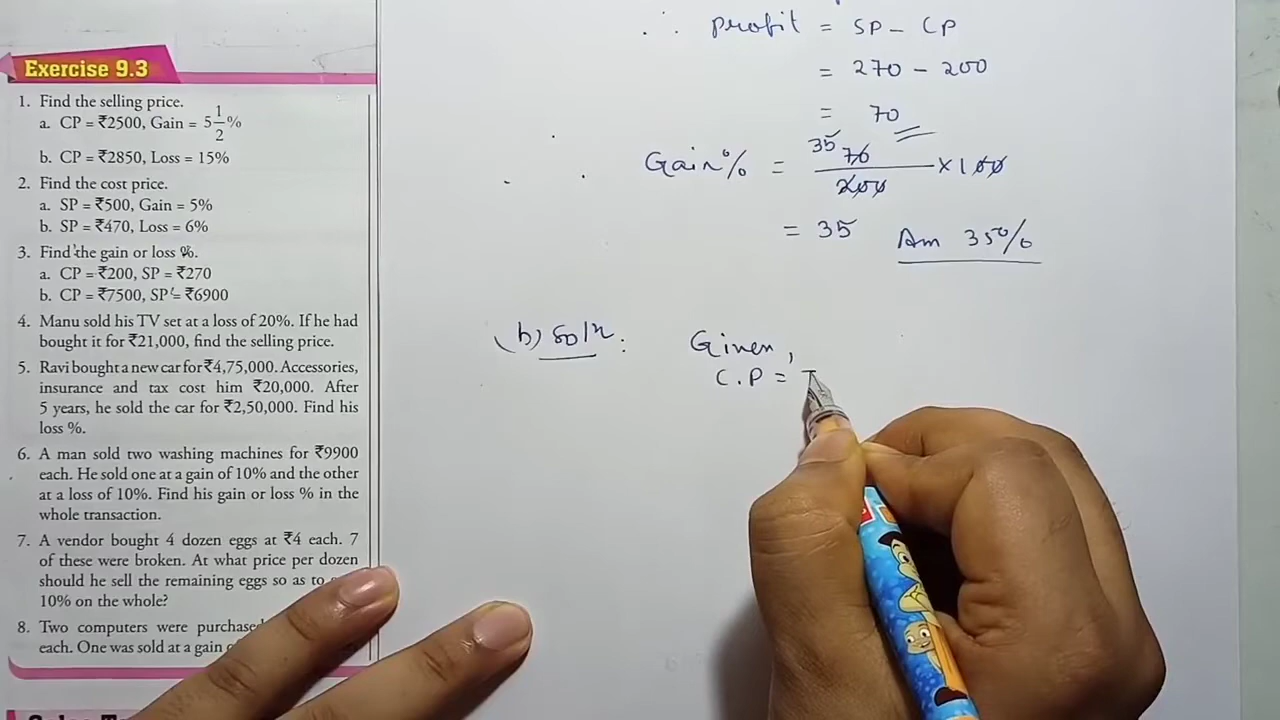 Exercise 9.3
1. Find the selling price.
a. CP = ₹2500, Gain = 5 1/2 %
b. CP = ₹2850, Loss = 15%
2. Find the cost price.
a. SP = ₹500, Gain = 5%
b. SP = ₹470, Loss = 6%
3. Find the gain or loss %.
a. CP = ₹200, SP = ₹270
b. CP = ₹7500, SP = ₹6900
4. Manu sold his TV set at a loss of 20%. If he had
bought it for ₹21,000, find the selling price.
5. Ravi bought a new car for ₹4,75,000. Accessories,
insurance and tax cost him ₹20,000. After
5 years, he sold the car for ₹2,50,000. Find his
loss %.
6. A man sold two washing machines for ₹9900
each. He sold one at a gain of 10% and the other
at a loss of 10%. Find his gain or loss % in the
whole transaction.
7. A vendor bought 4 dozen eggs at ₹4 each. 7
of these were broken. At what price per dozen
should he sell the remaining eggs so as to
10% on the whole?
8. Two computers were purchased
each. One was sold at a gain
∴ profit = SP - CP
= 270 - 200
= 70
Gain% = 35 70/200 × 100
= 35 Ans 35%
(b) Soln: Given,
C.P =